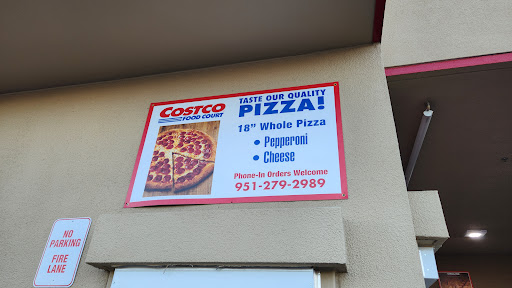 COSTCO
FOOD COURT
TASTE OUR QUALITY
PIZZA!
18" Whole Pizza
• Pepperoni
• Cheese
Phone-In Orders Welcome
951-279-2989
NO
PARKING
FIRE
LANE